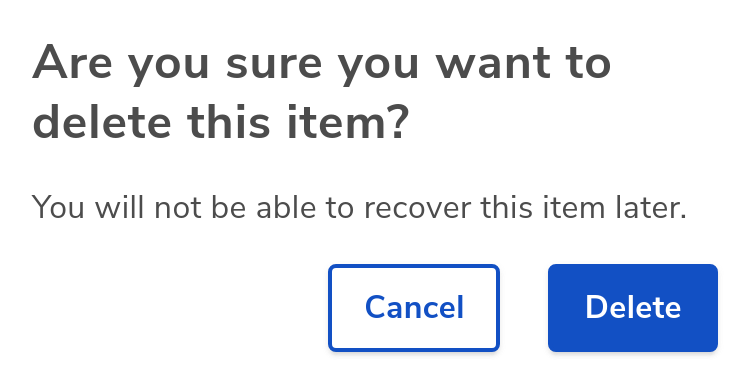 Are you sure you want to
delete this item?
You will not be able to recover this item later.
Cancel
Delete